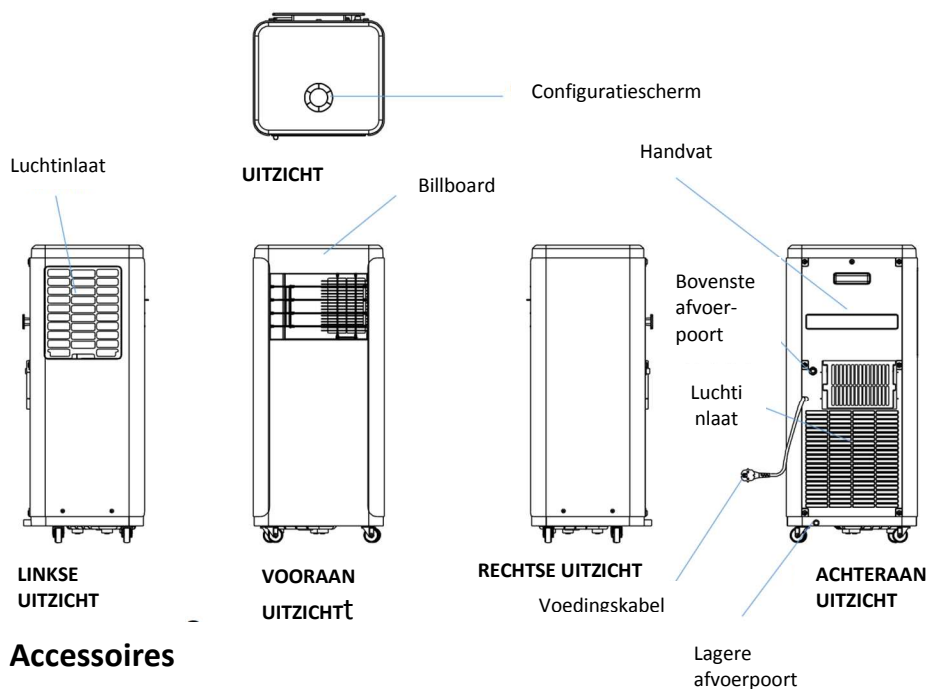 Configuratiescherm
Luchtinlaat
UITZICHT
Billboard
Handvat
Bovenste
afvoer-
poort
Luchti
nlaat
LINKSE
UITZICHT
VOORAAN
UITZICHTt
RECHTSE UITZICHT
Voedingskabel
ACHTERAAN
UITZICHT
Accessoires
Lagere
afvoerpoort